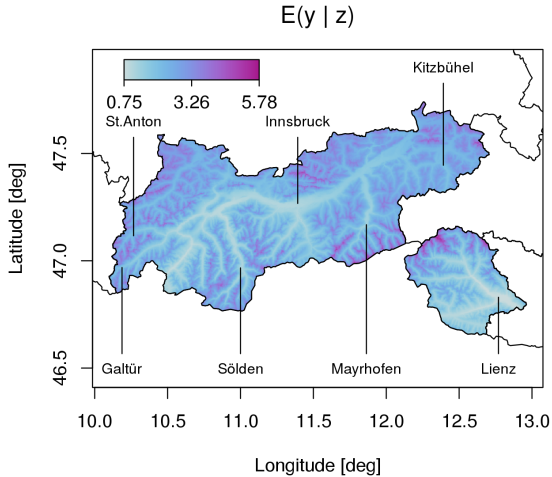 E(y | z)
Kitzbühel
0.75 3.26 5.78
St.Anton Innsbruck
47.5
47.0
46.5
Latitude [deg]
Galtür Sölden Mayrhofen Lienz
10.0 10.5 11.0 11.5 12.0 12.5 13.0
Longitude [deg]